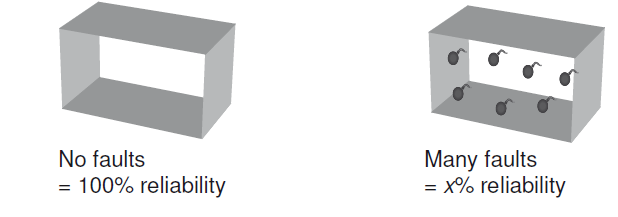 No faults
= 100% reliability
Many faults
= x% reliability